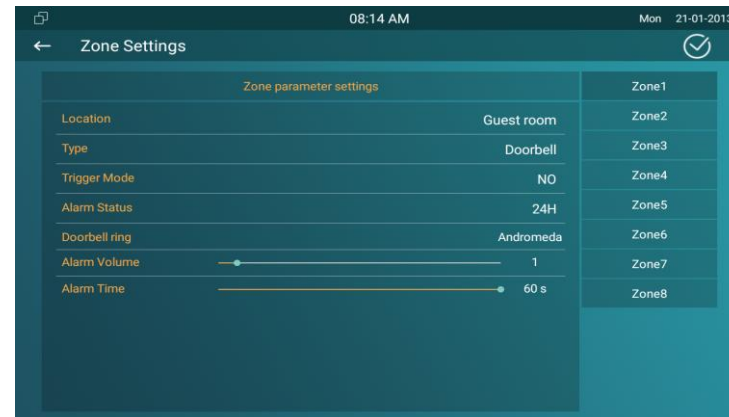 08:14 AM Mon 21-01-2013
Zone Settings
Zone parameter settings
Location Guest room
Type Doorbell
Trigger Mode NO
Alarm Status 24H
Doorbell ring Andromeda
Alarm Volume 1
Alarm Time 60 s
Zone1
Zone2
Zone3
Zone4
Zone5
Zone6
Zone7
Zone8